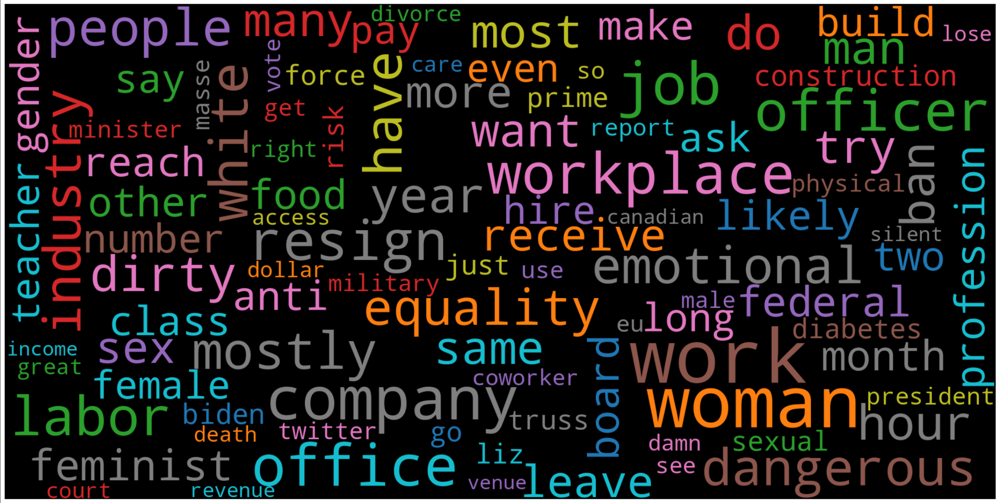 people
many
divorce
pay
most
make
do
build
lose
man
gender
say
masse
white
vote
force
have
care
even
so
more
prime
job
construction
officer
industry
minister
get
risk
right
want
report
ask
try
reach
workplace
ban
physical
profession
teacher
other
food
access
year
hire
canadian
likely
silent
number
resign
receive
two
dirty
dollar
just
use
emotional
military
anti
equality
male
federal
class
eu
long
diabetes
income
sex
mostly
same
board
work
month
great
female
coworker
company
woman
president
labor
biden
death
twitter
go
truss
hour
damn
sexual
feminist
office
liz
see
dangerous
court
revenue
venue
leave